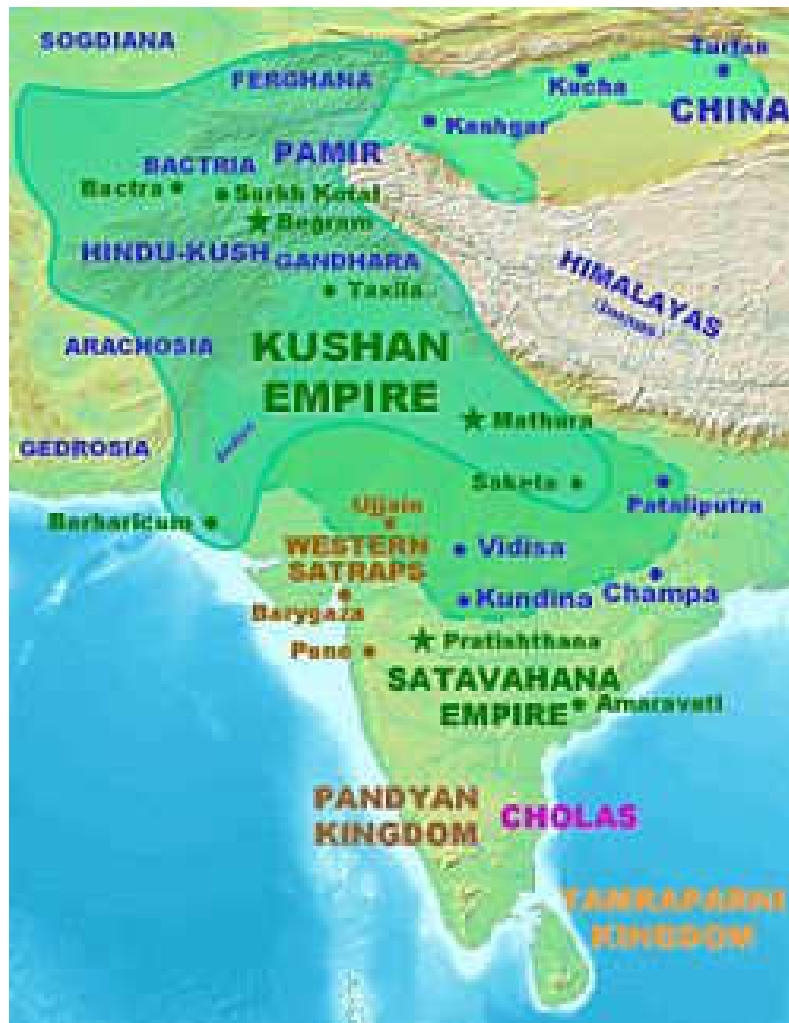 SOGDIANA
Turfan
FERGHANA
Kucha
CHINA
Kashgar
PAMIR
BACTRIA
Bactra
Surkh Kotal
Begram
HINDU-KUSH
GANDHARA
HIMALAYAS
Taxila
ARACHOSIA
KUSHAN
EMPIRE
Mathura
GEDROSIA
Saketa
Pataliputra
Ujjain
Barbaricum
WESTERN
SATRAPS
Vidisa
Champa
Barygaza
Kundina
Pratishthana
SATAVAHANA
EMPIRE
Amaravati
PANDYAN
KINGDOM
CHOLAS
TAMRAPARNI
KINGDOM